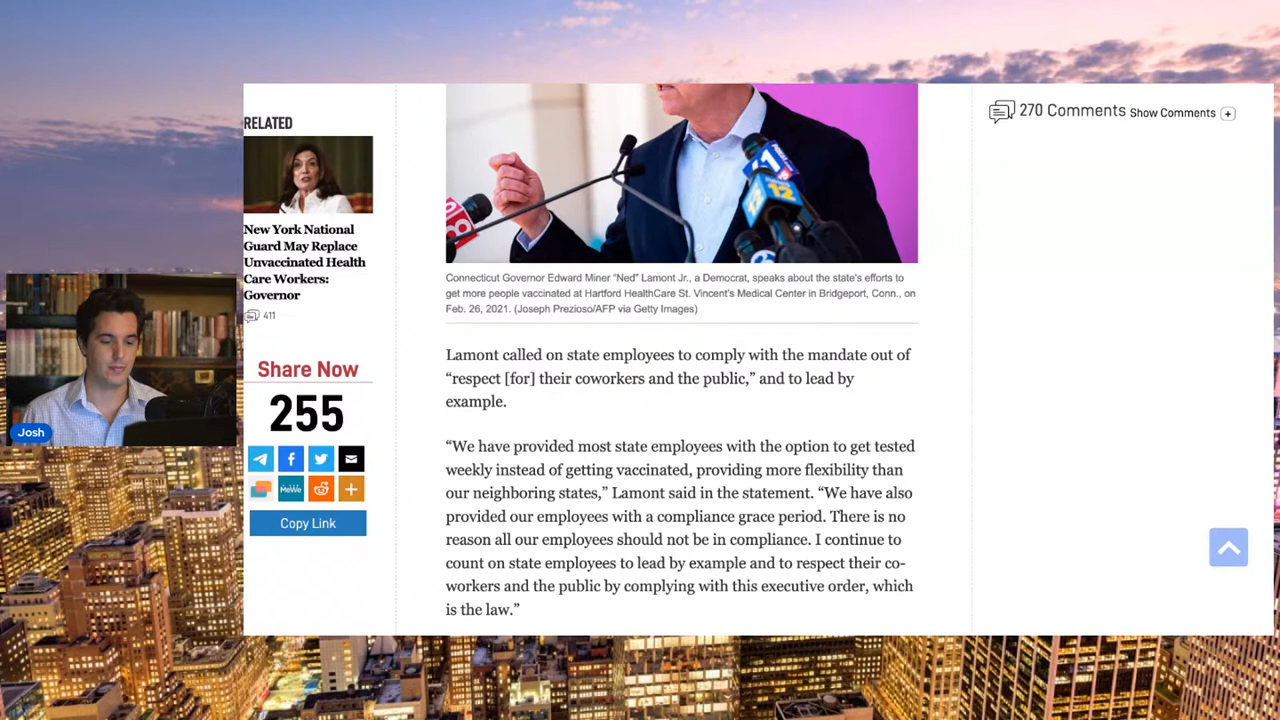 RELATED
New York National
Guard May Replace
Unvaccinated Health
Care Workers:
Governor
411
Share Now
255
MeWe
Copy Link
Josh
8
1
12
Connecticut Governor Edward Miner “Ned” Lamont Jr., a Democrat, speaks about the state’s efforts to
get more people vaccinated at Hartford HealthCare St. Vincent’s Medical Center in Bridgeport, Conn., on
Feb. 26, 2021. (Joseph Prezioso/AFP via Getty Images)
Lamont called on state employees to comply with the mandate out of
“respect [for] their coworkers and the public,” and to lead by
example.
“We have provided most state employees with the option to get tested
weekly instead of getting vaccinated, providing more flexibility than
our neighboring states,” Lamont said in the statement. “We have also
provided our employees with a compliance grace period. There is no
reason all our employees should not be in compliance. I continue to
count on state employees to lead by example and to respect their co-
workers and the public by complying with this executive order, which
is the law.”
270 Comments Show Comments +